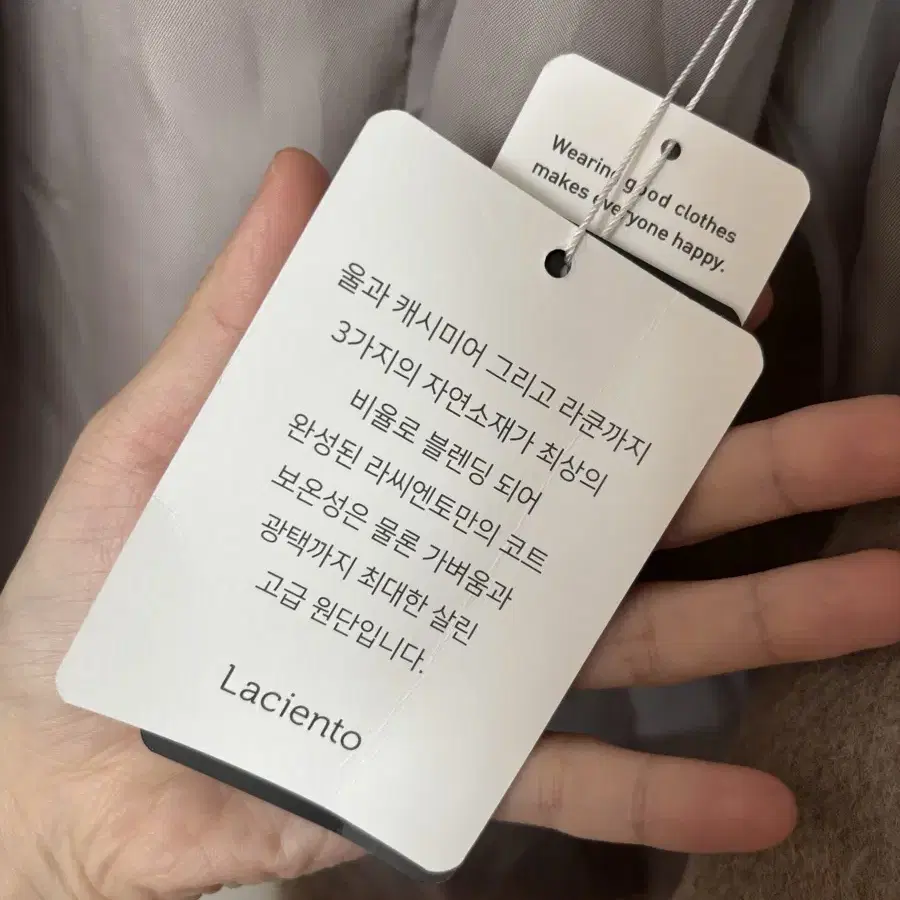 Wearing good clothes
makes everyone happy.
울과 캐시미어 그리고 라쿤까지
3가지의 자연소재가 최상의
비율로 블렌딩 되어
완성된 라씨엔토만의 코트
보온성은 물론 가벼움과
광택까지 최대한 살린
고급 원단입니다.
Laciento